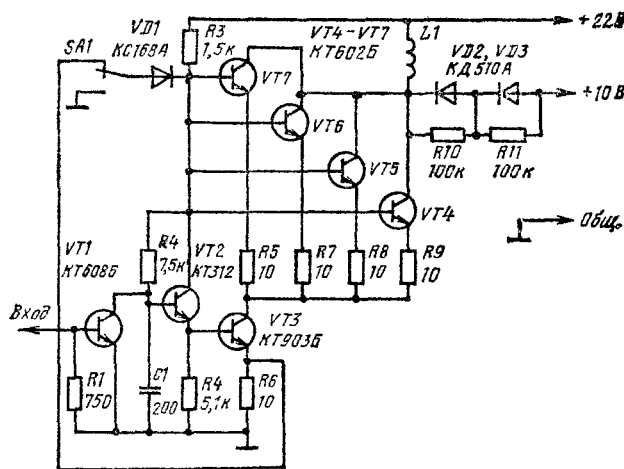 SA1
VD1
КС168А
R3
1,5к
VT4-VT7
КТ602Б
L1
+22В
VD2, VD3
КД510А
+10В
VT7
VT6
VT5
VT4
R10
100к
R11
100к
Общ.
VT1
КТ608Б
R4
7,5к
VT2
КТ312
R5
10
R7
10
R8
10
R9
10
Вход
VT3
КТ903Б
R1
750
C1
200
R4
5,1к
R6
10